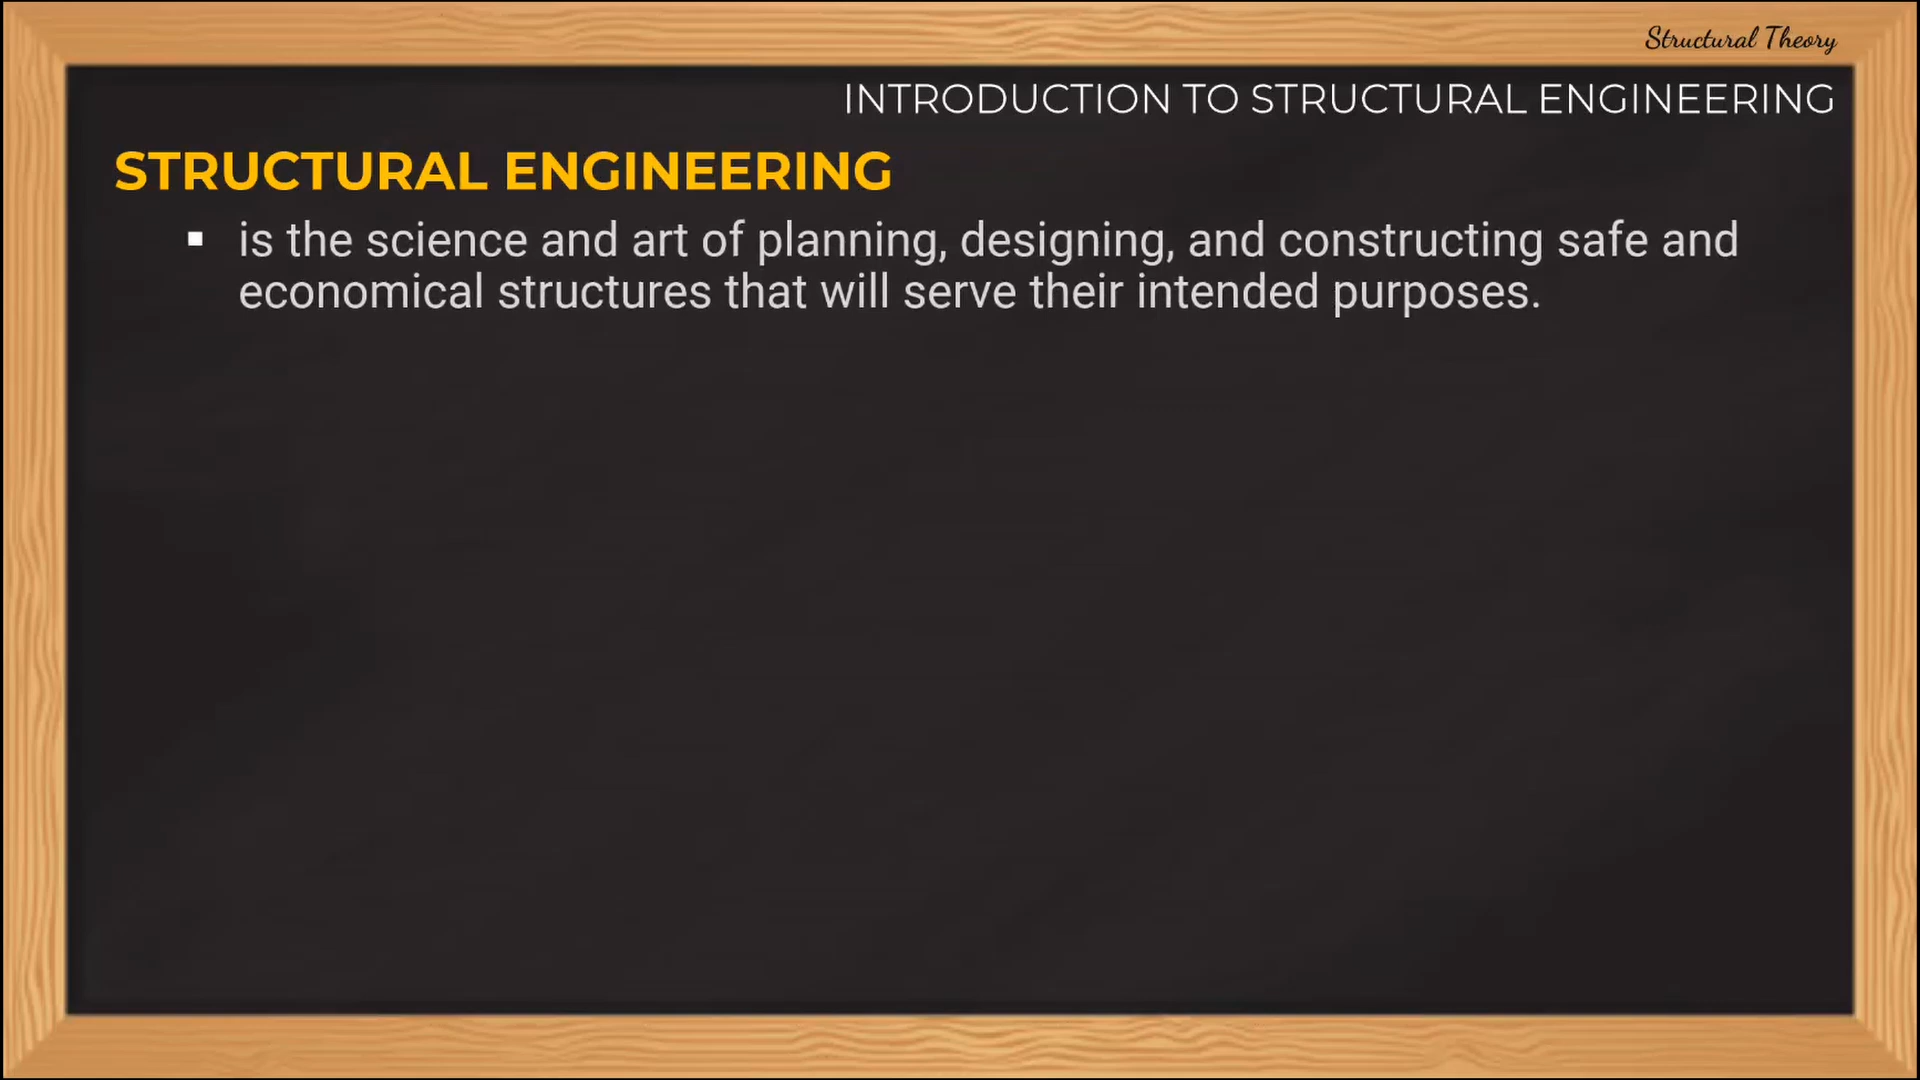 Structural Theory
INTRODUCTION TO STRUCTURAL ENGINEERING
STRUCTURAL ENGINEERING
▪ is the science and art of planning, designing, and constructing safe and
economical structures that will serve their intended purposes.